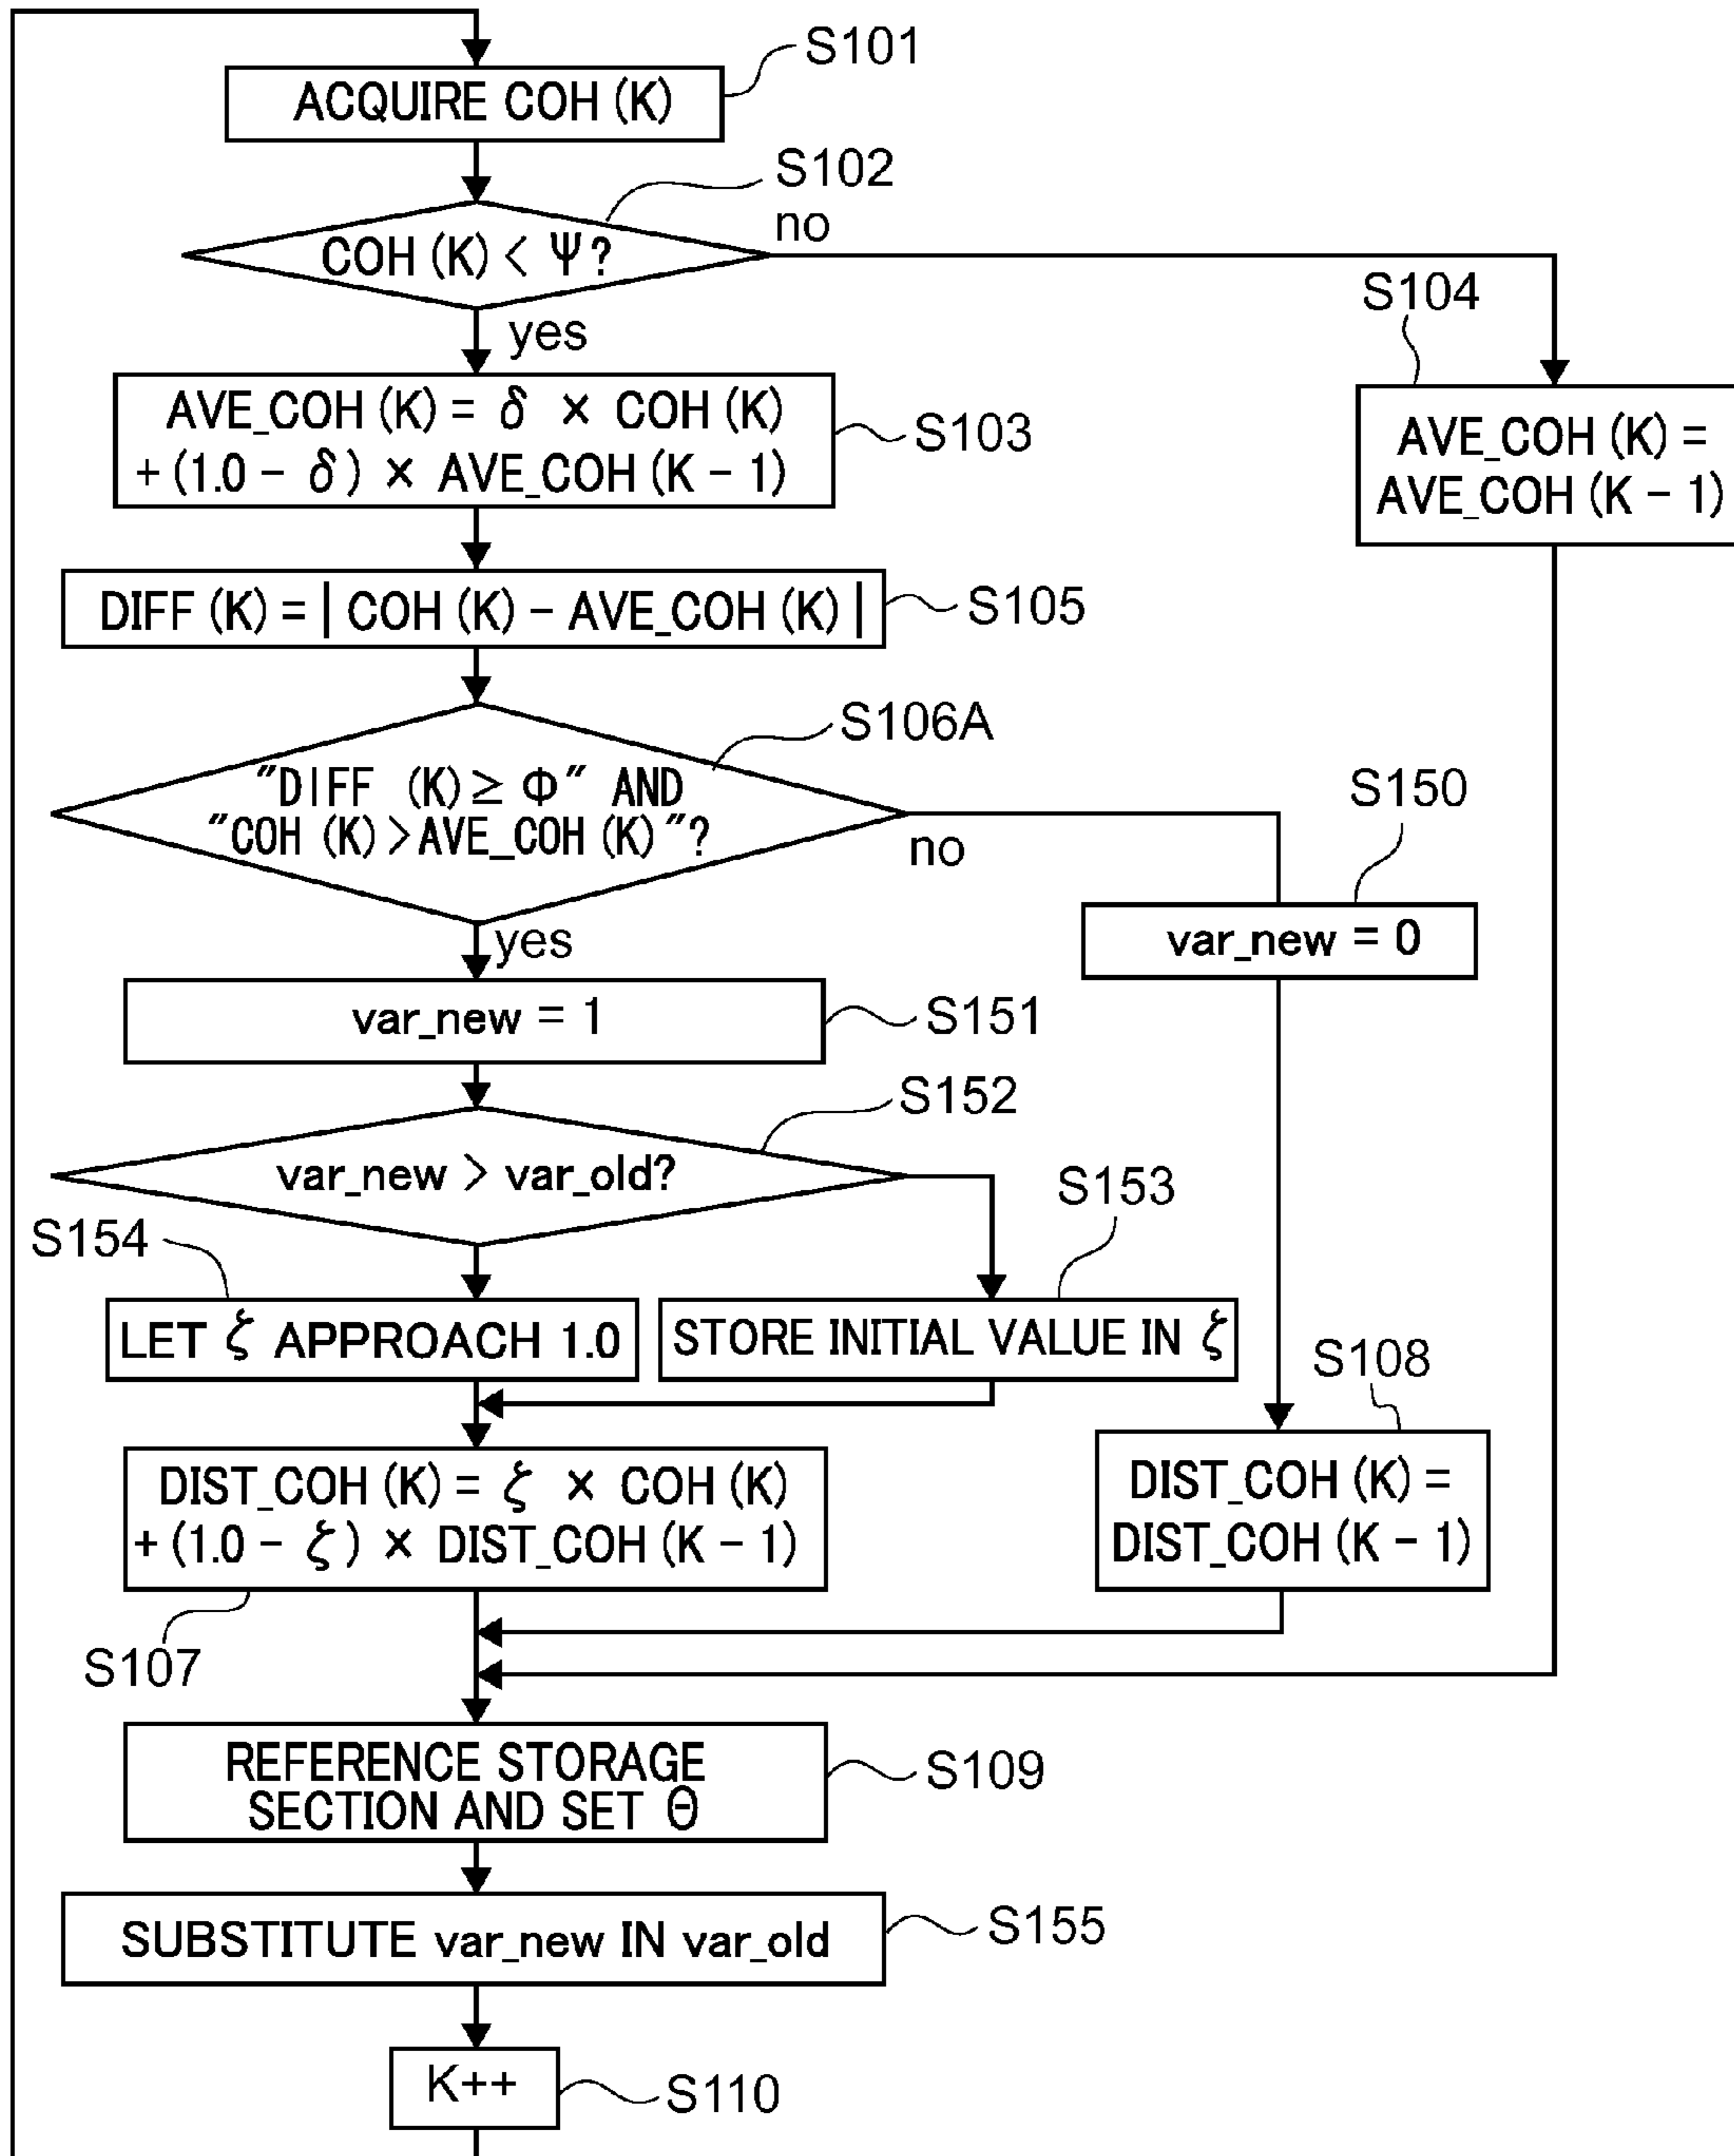 S101
ACQUIRE COH (K)
S102
COH (K) < Ψ?
no
yes
S104
AVE_COH (K) = δ × COH (K)
+ (1.0 - δ) × AVE_COH (K - 1)
S103
AVE_COH (K) =
AVE_COH (K - 1)
DIFF (K) = | COH (K) - AVE_COH (K) |
S105
S106A
"DIFF (K) ≥ Φ" AND
"COH (K) >AVE_COH (K)"?
no
yes
S150
var_new = 0
var_new = 1
S151
S152
var_new > var_old?
S153
S154
LET ζ APPROACH 1.0
STORE INITIAL VALUE IN ζ
S108
DIST_COH (K) = ζ × COH (K)
+ (1.0 - ζ) × DIST_COH (K - 1)
DIST_COH (K) =
DIST_COH (K - 1)
S107
REFERENCE STORAGE
SECTION AND SET Θ
S109
SUBSTITUTE var_new IN var_old
S155
K++
S110